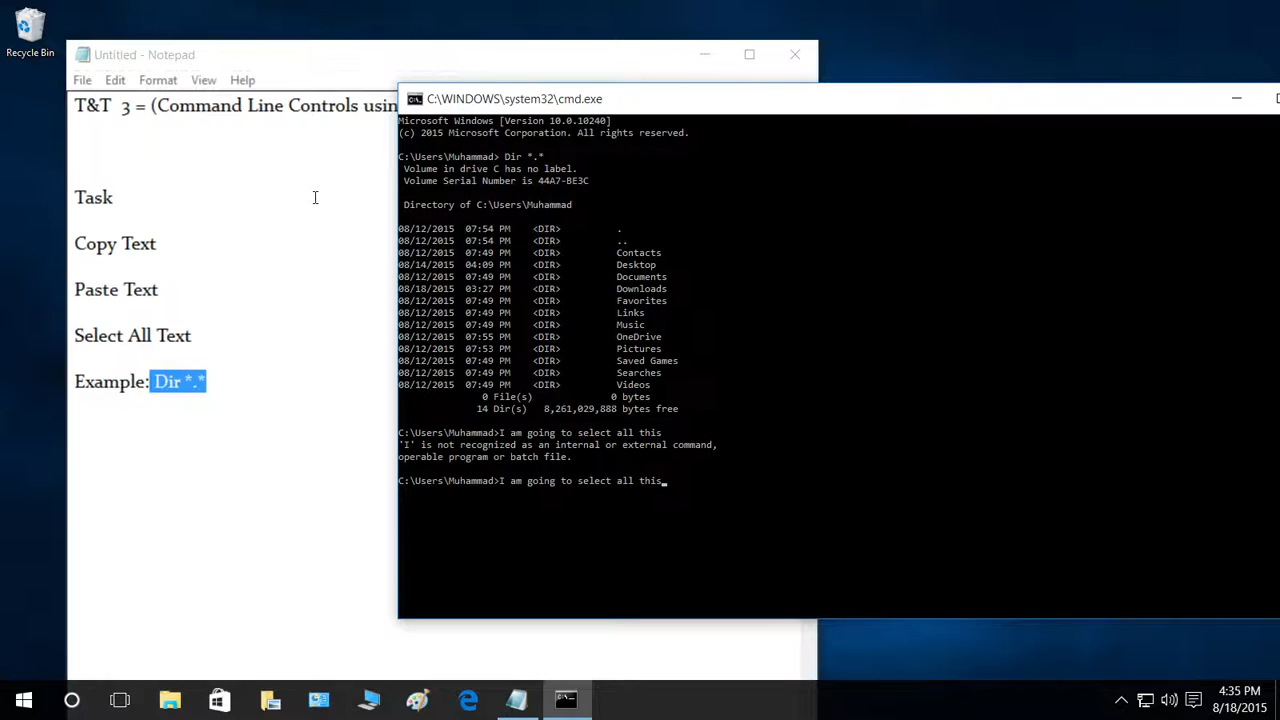 Recycle Bin
Untitled - Notepad
File Edit Format View Help
T&T 3 = (Command Line Controls usin
Task
Copy Text
Paste Text
Select All Text
Example: Dir *.*
C:\WINDOWS\system32\cmd.exe
Microsoft Windows [Version 10.0.10240]
(c) 2015 Microsoft Corporation. All rights reserved.
C:\Users\Muhammad> Dir *.*
Volume in drive C has no label.
Volume Serial Number is 44A7-BE3C
Directory of C:\Users\Muhammad
08/12/2015 07:54 PM <DIR> .
08/12/2015 07:54 PM <DIR> ..
08/12/2015 07:49 PM <DIR> Contacts
08/14/2015 04:09 PM <DIR> Desktop
08/12/2015 07:49 PM <DIR> Documents
08/18/2015 03:27 PM <DIR> Downloads
08/12/2015 07:49 PM <DIR> Favorites
08/12/2015 07:49 PM <DIR> Links
08/12/2015 07:49 PM <DIR> Music
08/12/2015 07:55 PM <DIR> OneDrive
08/12/2015 07:53 PM <DIR> Pictures
08/12/2015 07:49 PM <DIR> Saved Games
08/12/2015 07:49 PM <DIR> Searches
08/12/2015 07:49 PM <DIR> Videos
0 File(s) 0 bytes
14 Dir(s) 8,261,029,888 bytes free
C:\Users\Muhammad>I am going to select all this
'I' is not recognized as an internal or external command,
operable program or batch file.
C:\Users\Muhammad>I am going to select all this_
4:35 PM
8/18/2015